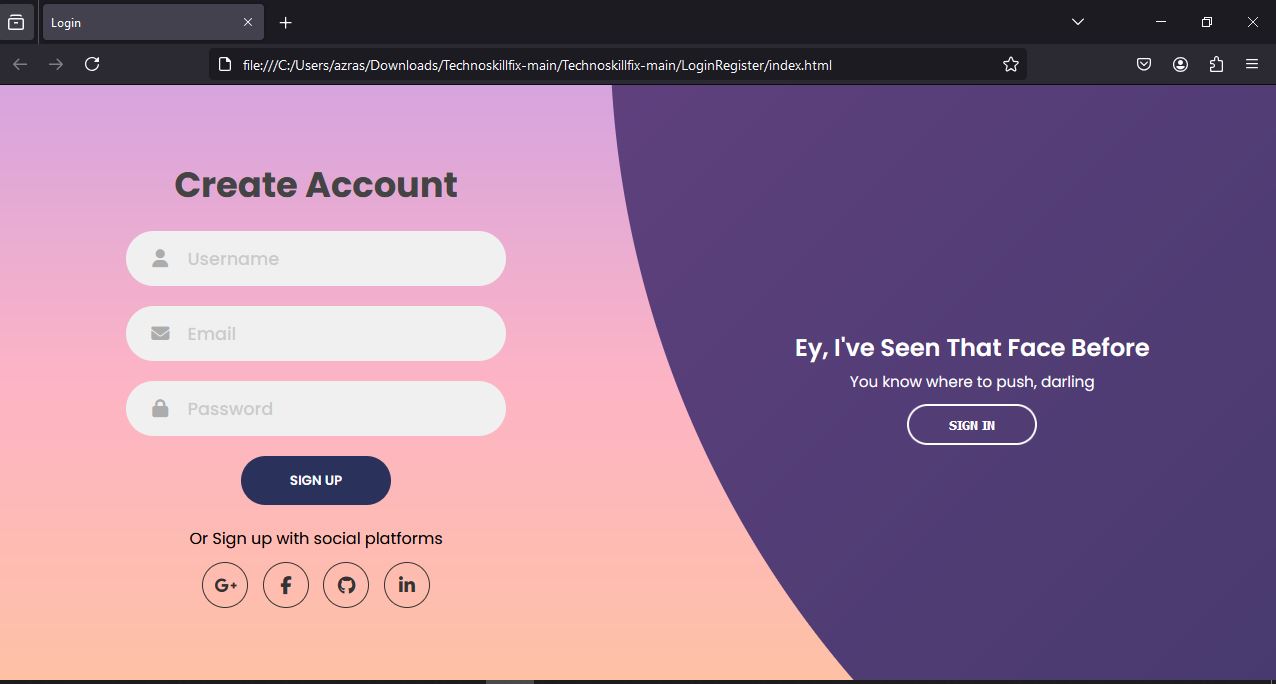 Login
file:///C:/Users/azras/Downloads/Technoskillfix-main/Technoskillfix-main/LoginRegister/index.html
Create Account
Username
Email
Password
SIGN UP
Or Sign up with social platforms
G+
f
in
Ey, I've Seen That Face Before
You know where to push, darling
SIGN IN